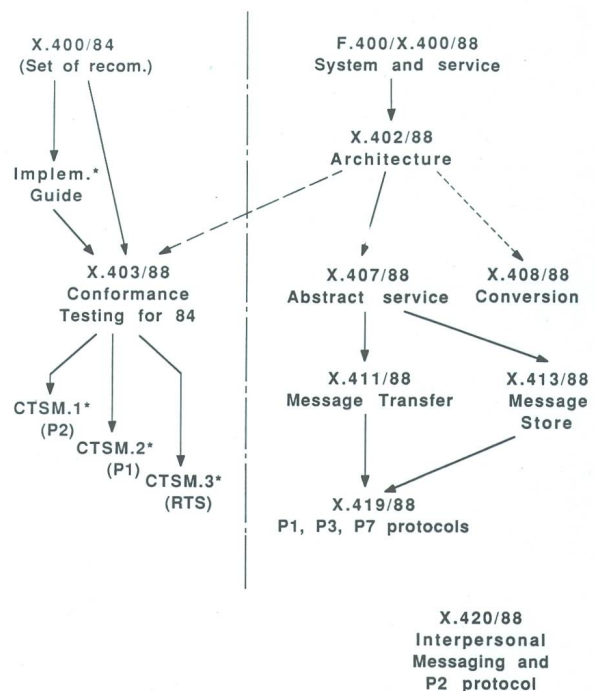 X.400/84
(Set of recom.)
Implem.*
Guide
X.403/88
Conformance
Testing for 84
CTSM.1*
(P2)
CTSM.2*
(P1)
CTSM.3*
(RTS)
F.400/X.400/88
System and service
X.402/88
Architecture
X.407/88
Abstract service
X.408/88
Conversion
X.411/88
Message Transfer
X.413/88
Message
Store
X.419/88
P1, P3, P7 protocols
X.420/88
Interpersonal
Messaging and
P2 protocol